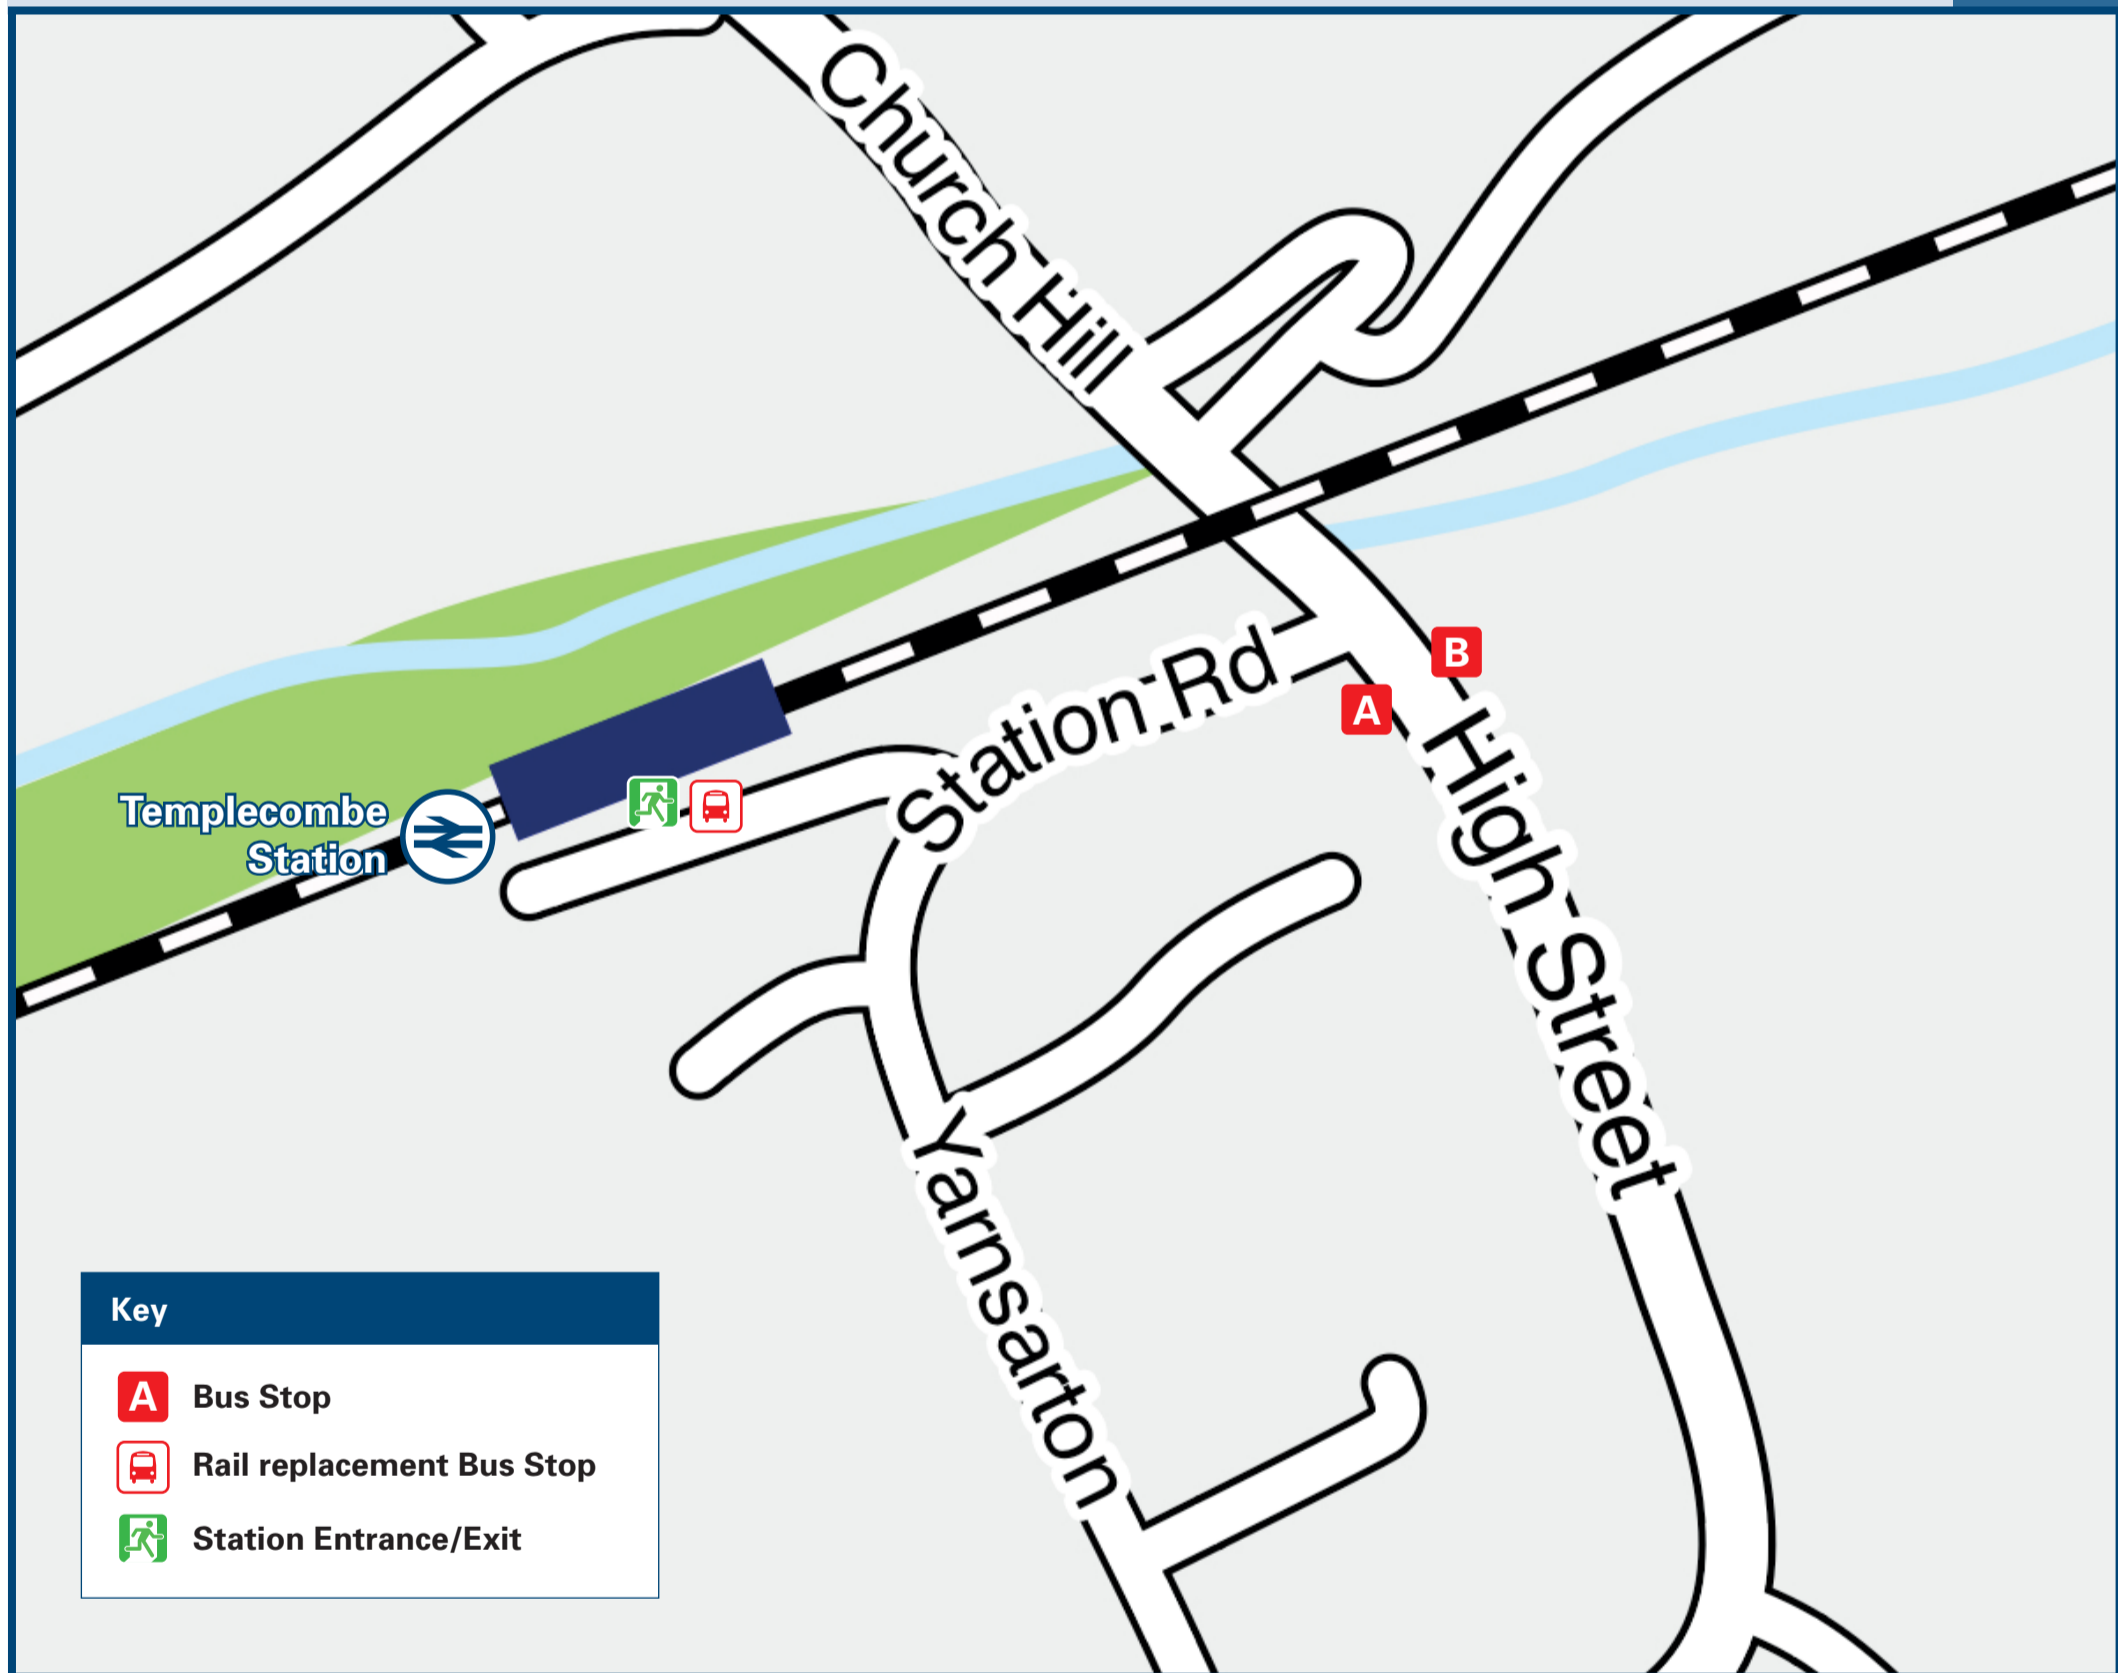 Church Hill
Station Rd
B
A
High Street
Templecombe
Station
Yarnsarton
Key
A Bus Stop
Rail replacement Bus Stop
Station Entrance/Exit